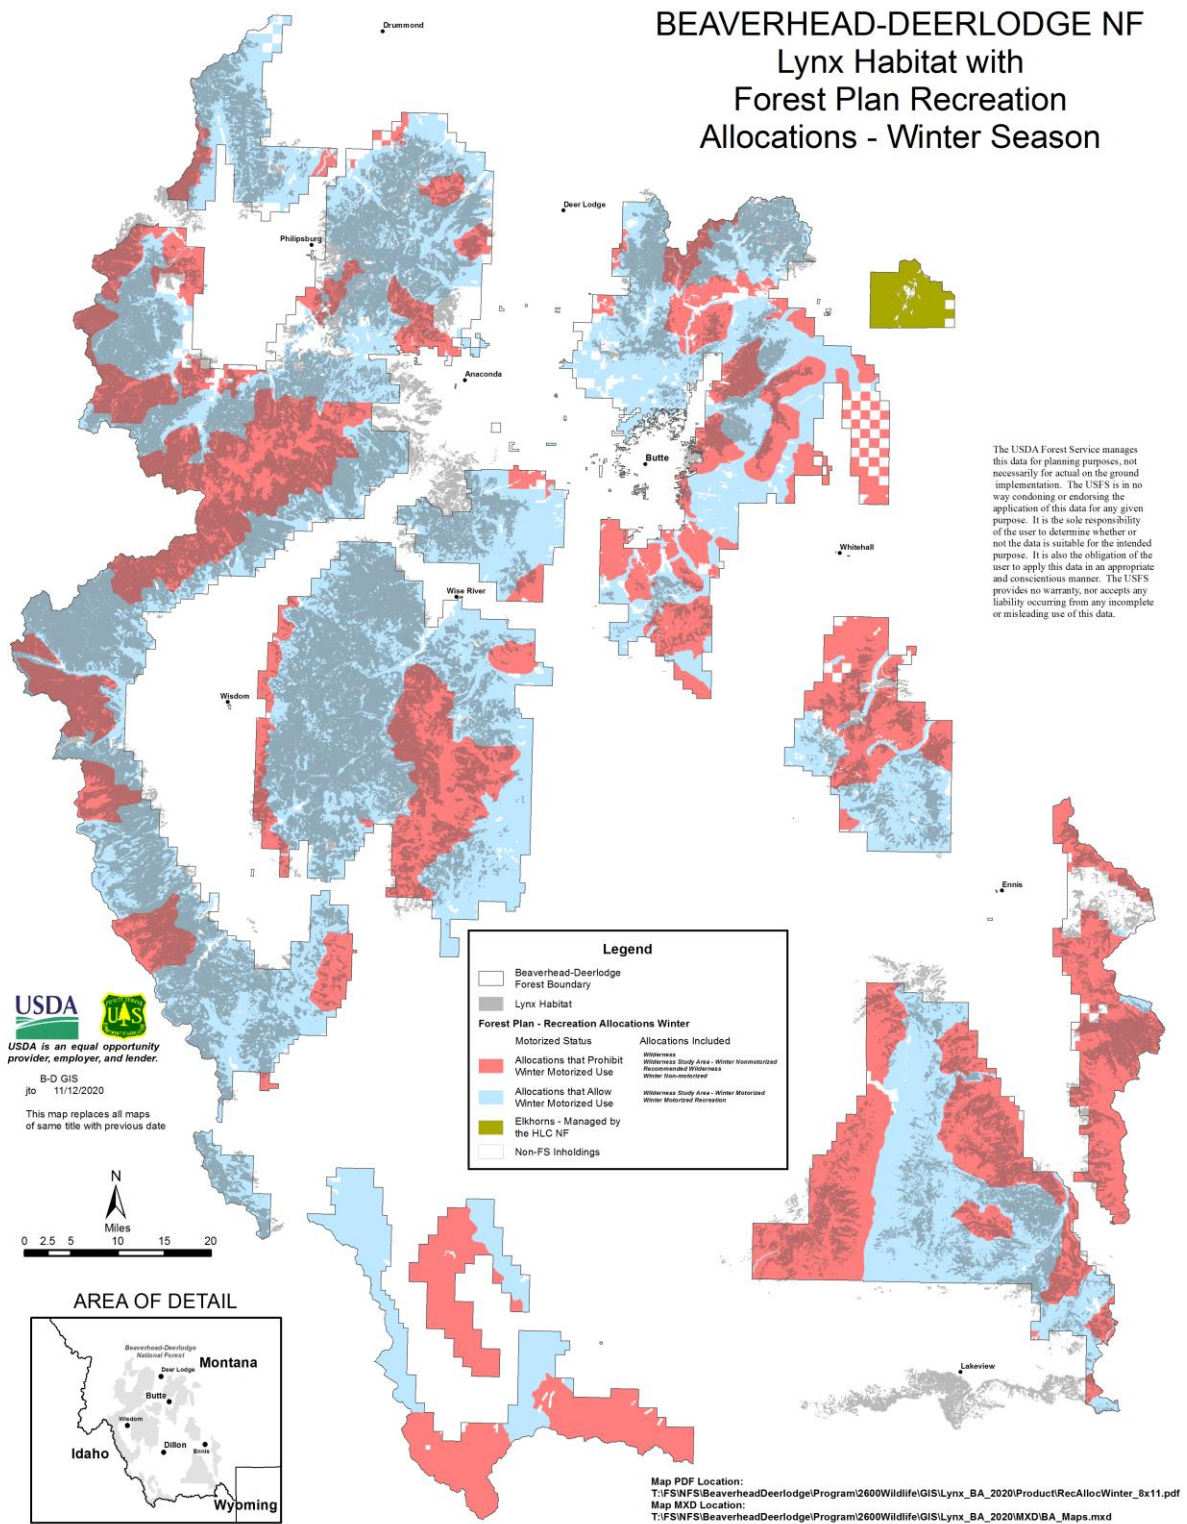 BEAVERHEAD-DEERLODGE NF
Lynx Habitat with
Forest Plan Recreation
Allocations - Winter Season
Drummond
Deer Lodge
Philipsburg
Anaconda
Butte
The USDA Forest Service manages
this data for planning purposes, not
necessarily for actual on the ground
implementation. The USFS is in no
way condoning or endorsing the
application of this data for any given
purpose. It is the sole responsibility
of the user to determine whether or
not the data is suitable for the intended
purpose. It is also the obligation of the
user to apply this data in an appropriate
and conscientious manner. The USFS
provides no warranty, nor accepts any
liability occurring from any incomplete
or misleading use of this data.
Whitehall
Wise River
Wisdom
Ennis
Legend
Beaverhead-Deerlodge
Forest Boundary
Lynx Habitat
Forest Plan - Recreation Allocations Winter
Motorized Status Allocations Included
Allocations that Prohibit
Winter Motorized Use
Wilderness
Wilderness Study Area - Winter Nonmotorized
Recommended Wilderness
Winter Non-motorized
Allocations that Allow
Winter Motorized Use
Wilderness Study Area - Winter Motorized
Winter Motorized Recreation
Elkhorns - Managed by
the HLC NF
Non-FS Inholdings
USDA
UAS
USDA is an equal opportunity
provider, employer, and lender.
B-D GIS
jto 11/12/2020
This map replaces all maps
of same title with previous date
N
Miles
0 2.5 5 10 15 20
Lakeview
AREA OF DETAIL
Beaverhead-Deerlodge
National Forest
Montana
Deer Lodge
Butte
Wisdom
Idaho
Dillon
Ennis
Wyoming
Map PDF Location:
T:\FS\NFS\BeaverheadDeerlodge\Program\2600Wildlife\GIS\Lynx_BA_2020\Product\RecAllocWinter_8x11.pdf
Map MXD Location:
T:\FS\NFS\BeaverheadDeerlodge\Program\2600Wildlife\GIS\Lynx_BA_2020\MXD\BA_Maps.mxd